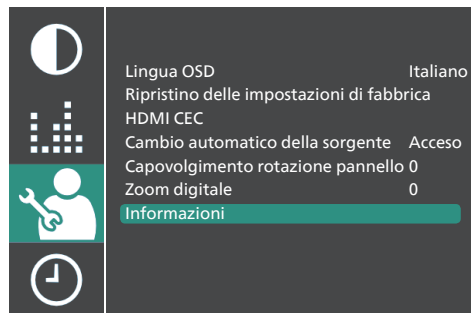 Lingua OSD Italiano
Ripristino delle impostazioni di fabbrica
HDMI CEC
Cambio automatico della sorgente Acceso
Capovolgimento rotazione pannello 0
Zoom digitale 0
Informazioni